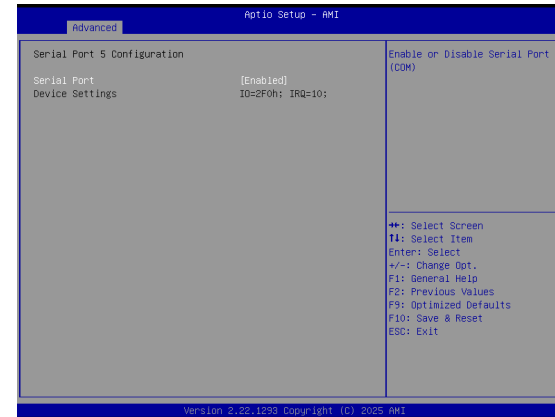 Aptio Setup – AMI
Advanced
Serial Port 5 Configuration
Serial Port [Enabled]
Device Settings IO=2F0h; IRQ=10;
Enable or Disable Serial Port
(COM)
→←: Select Screen
↑↓: Select Item
Enter: Select
+/-: Change Opt.
F1: General Help
F2: Previous Values
F9: Optimized Defaults
F10: Save & Reset
ESC: Exit
Version 2.22.1293 Copyright (C) 2025 AMI